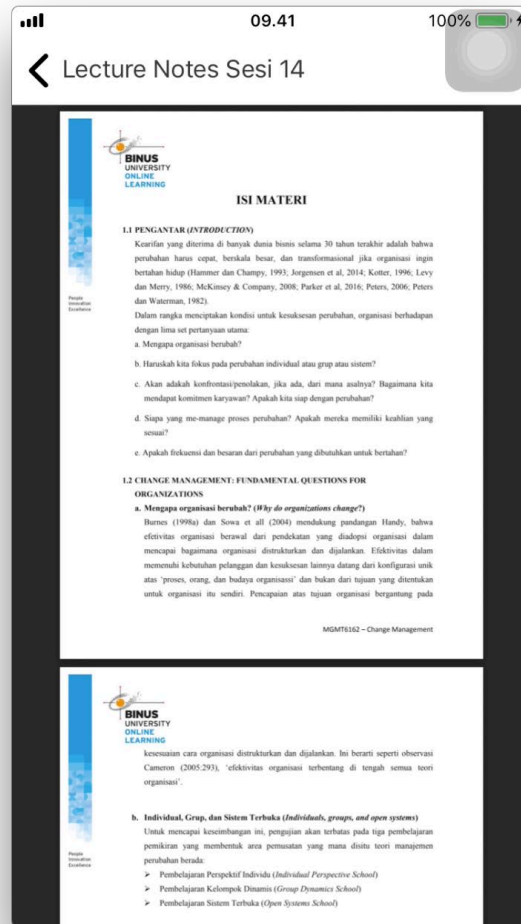 09.41
100%
Lecture Notes Sesi 14
BINUS
UNIVERSITY
ONLINE
LEARNING
ISI MATERI
1.1 PENGANTAR (INTRODUCTION)
Kearifan yang diterima di banyak dunia bisnis selama 30 tahun terakhir adalah bahwa
perubahan harus cepat, berskala besar, dan transformasional jika organisasi ingin
bertahan hidup (Hammer dan Champy, 1993; Jorgensen et al, 2014; Kotter, 1996; Levy
dan Merry, 1986; McKinsey & Company, 2008; Parker et al, 2016; Peters, 2006; Peters
dan Waterman, 1982).
People
Innovation
Excellence
Dalam rangka menciptakan kondisi untuk kesuksesan perubahan, organisasi berhadapan
dengan lima set pertanyaan utama:
a. Mengapa organisasi berubah?
b. Haruskah kita fokus pada perubahan individual atau grup atau sistem?
c. Akan adakah konfrontasi/penolakan, jika ada, dari mana asalnya? Bagaimana kita
mendapat komitmen karyawan? Apakah kita siap dengan perubahan?
d. Siapa yang me-manage proses perubahan? Apakah mereka memiliki keahlian yang
sesuai?
e. Apakah frekuensi dan besaran dari perubahan yang dibutuhkan untuk bertahan?
1.2 CHANGE MANAGEMENT: FUNDAMENTAL QUESTIONS FOR
ORGANIZATIONS
a. Mengapa organisasi berubah? (Why do organizations change?)
Burnes (1998a) dan Sowa et all (2004) mendukung pandangan Handy, bahwa
efetivitas organisasi berawal dari pendekatan yang diadopsi organisasi dalam
mencapai bagaimana organisasi distrukturkan dan dijalankan. Efektivitas dalam
memenuhi kebutuhan pelanggan dan kesuksesan lainnya datang dari konfigurasi unik
atas ‘proses, orang, dan budaya organisassi’ dan bukan dari tujuan yang ditentukan
untuk organisasi itu sendiri. Pencapaian atas tujuan organisasi bergantung pada
MGMT6162 – Change Management
BINUS
UNIVERSITY
ONLINE
LEARNING
kesesuaian cara organisasi distrukturkan dan dijalankan. Ini berarti seperti observasi
Cameron (2005:293), ‘efektivitas organisasi terbentang di tengah semua teori
organisasi’.
b. Individual, Grup, dan Sistem Terbuka (Individuals, groups, and open systems)
Untuk mencapai keseimbangan ini, pengujian akan terbatas pada tiga pembelajaran
pemikiran yang membentuk area pemusatan yang mana disitu teori manajemen
perubahan berada:
People
Innovation
Excellence
➢ Pembelajaran Perspektif Individu (Individual Perspective School)
➢ Pembelajaran Kelompok Dinamis (Group Dynamics School)
➢ Pembelajaran Sistem Terbuka (Open Systems School)